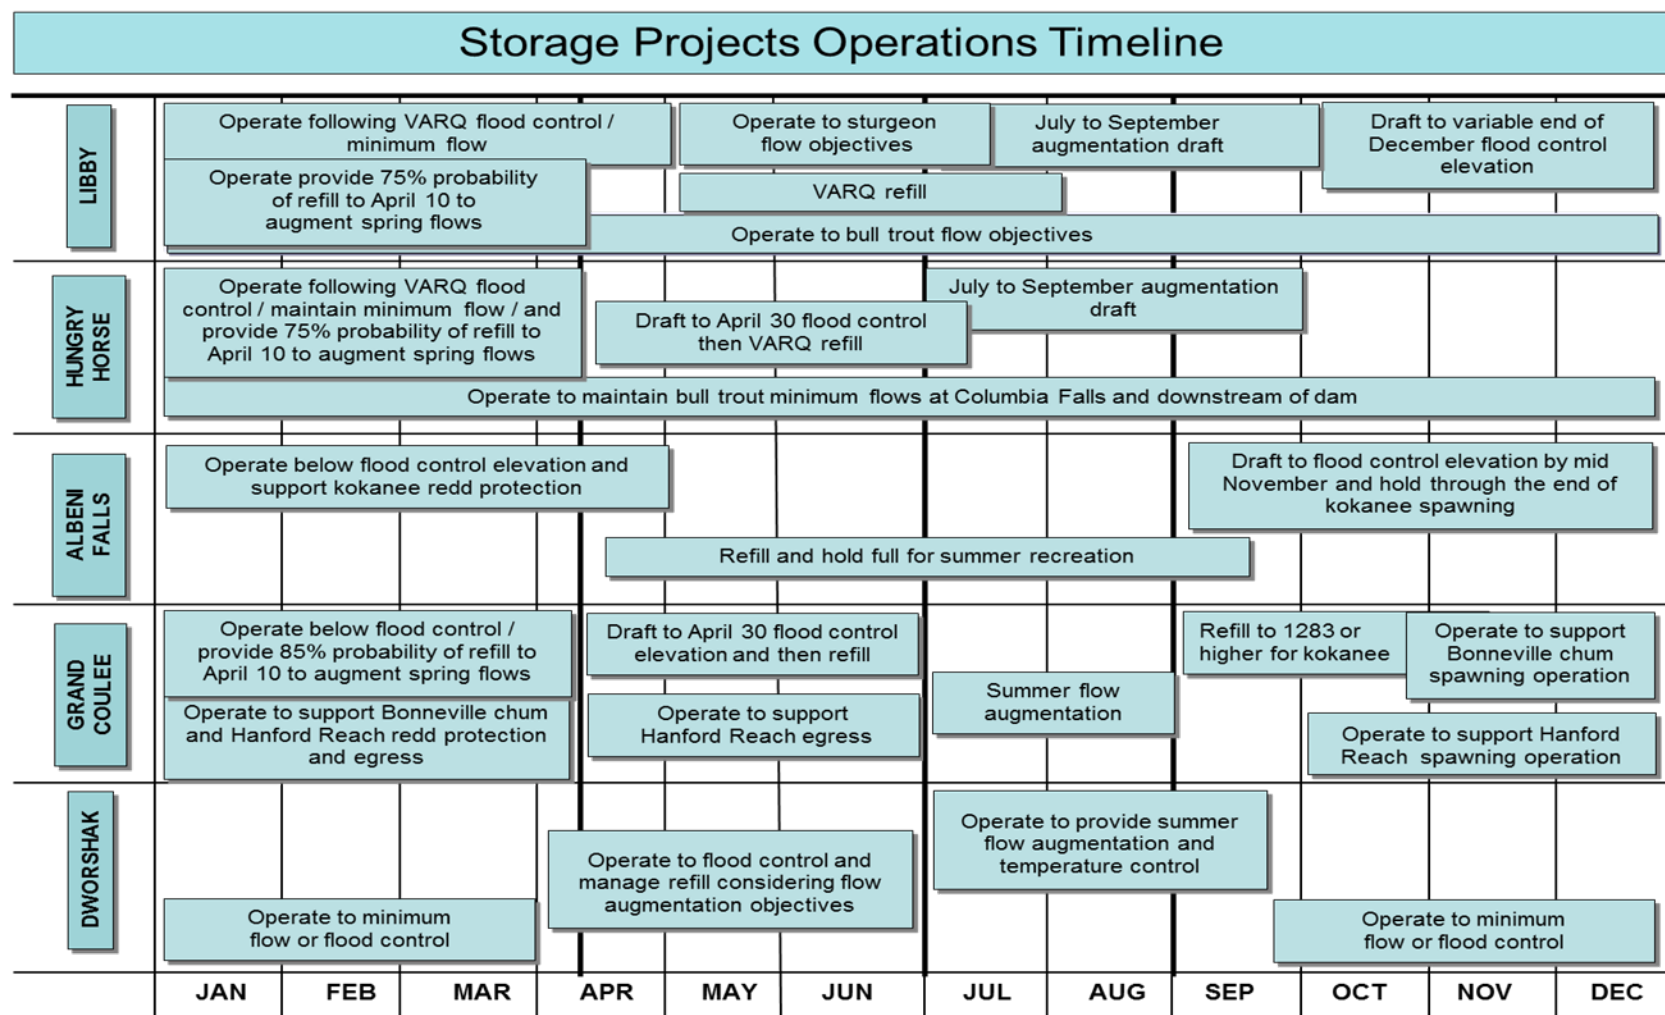 Storage Projects Operations Timeline
LIBBY
Operate following VARQ flood control /
minimum flow
Operate to sturgeon
flow objectives
July to September
augmentation draft
Draft to variable end of
December flood control
elevation
Operate provide 75% probability
of refill to April 10 to
augment spring flows
VARQ refill
Operate to bull trout flow objectives
HUNGRY
HORSE
Operate following VARQ flood
control / maintain minimum flow / and
provide 75% probability of refill to
April 10 to augment spring flows
Draft to April 30 flood control
then VARQ refill
July to September augmentation
draft
Operate to maintain bull trout minimum flows at Columbia Falls and downstream of dam
ALBENI
FALLS
Operate below flood control elevation and
support kokanee redd protection
Draft to flood control elevation by mid
November and hold through the end of
kokanee spawning
Refill and hold full for summer recreation
GRAND
COULEE
Operate below flood control /
provide 85% probability of refill to
April 10 to augment spring flows
Draft to April 30 flood control
elevation and then refill
Refill to 1283 or
higher for kokanee
Operate to support
Bonneville chum
spawning operation
Operate to support Bonneville chum
and Hanford Reach redd protection
and egress
Operate to support
Hanford Reach egress
Summer flow
augmentation
Operate to support Hanford
Reach spawning operation
DWORSHAK
Operate to minimum
flow or flood control
Operate to flood control and
manage refill considering flow
augmentation objectives
Operate to provide summer
flow augmentation and
temperature control
Operate to minimum
flow or flood control
JAN FEB MAR APR MAY JUN JUL AUG SEP OCT NOV DEC